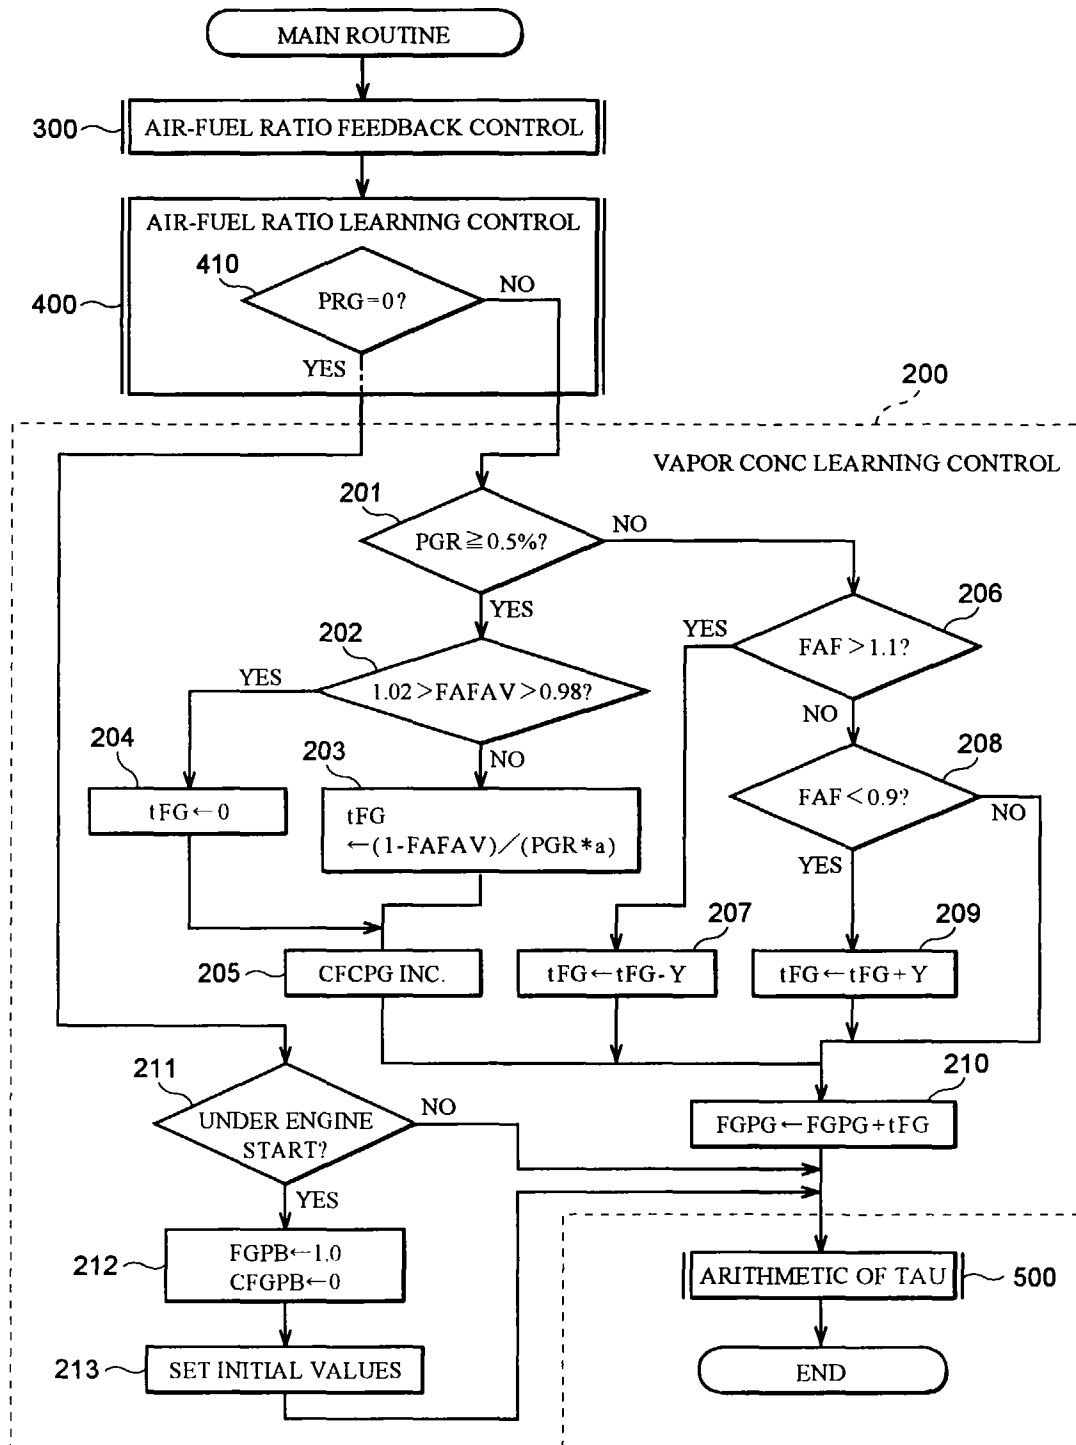 MAIN ROUTINE
300
AIR-FUEL RATIO FEEDBACK CONTROL
AIR-FUEL RATIO LEARNING CONTROL
410
NO
400
PRG=0?
YES
200
VAPOR CONC LEARNING CONTROL
201
NO
PGR≧0.5%?
YES
206
YES
FAF>1.1?
202
YES
1.02>FAFAV>0.98?
NO
NO
204
203
208
tFG←0
tFG
←(1-FAFAV)/(PGR*a)
FAF<0.9?
NO
YES
207
209
205
CFCPG INC.
tFG←tFG-Y
tFG←tFG+Y
211
NO
210
UNDER ENGINE
START?
FGPG←FGPG+tFG
YES
212
FGPB←1.0
CFGPB←0
ARITHMETIC OF TAU
500
213
SET INITIAL VALUES
END